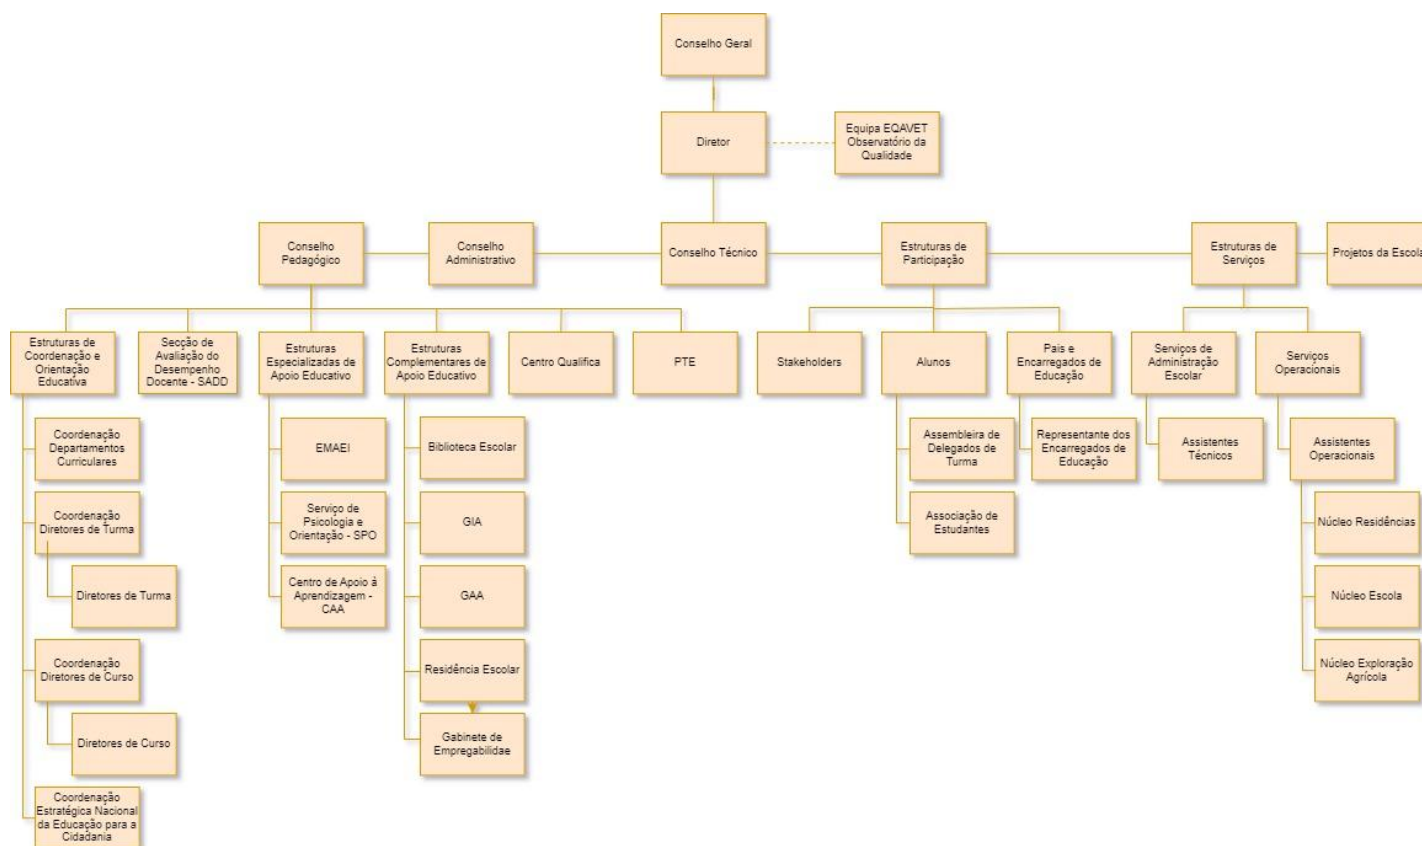 Conselho Geral
Diretor
Equipa EQAVET
Observatório da
Qualidade
Conselho
Pedagógico
Conselho
Administrativo
Conselho Técnico
Estruturas de
Participação
Estruturas de
Serviços
Projetos da Escola
Estruturas de
Coordenação e
Orientação
Educativa
Secção de
Avaliação do
Desempenho
Docente - SADD
Estruturas
Especializadas de
Apoio Educativo
Estruturas
Complementares de
Apoio Educativo
Centro Qualifica
PTE
Stakeholders
Alunos
Pais e
Encarregados de
Educação
Serviços de
Administração
Escolar
Serviços
Operacionais
Coordenação
Departamentos
Curriculares
Coordenação
Diretores de Turma
Diretores de Turma
Coordenação
Diretores de Curso
Diretores de Curso
Coordenação
Estratégica Nacional
da Educação para a
Cidadania
EMAEI
Serviço de
Psicologia e
Orientação - SPO
Centro de Apoio à
Aprendizagem -
CAA
Biblioteca Escolar
GIA
GAA
Residência Escolar
Gabinete de
Empregabilidae
Assembleira de
Delegados de
Turma
Associação de
Estudantes
Representante dos
Encarregados de
Educação
Assistentes
Técnicos
Assistentes
Operacionais
Núcleo Residências
Núcleo Escola
Núcleo Exploração
Agrícola